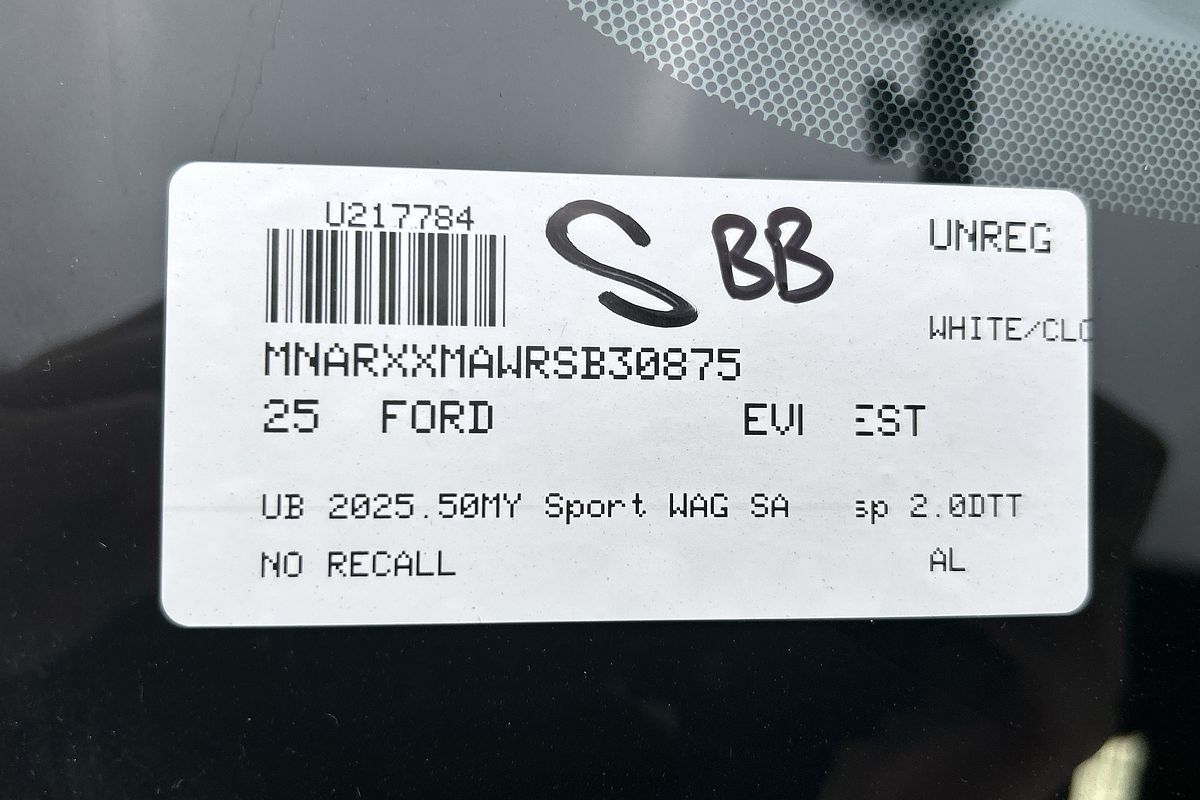 U217784
S BB
UNREG
WHITE/CLO
MNARXXMAWRSB30875
25 FORD EVI EST
UB 2025.50MY Sport WAG SA sp 2.0DTT
NO RECALL AL